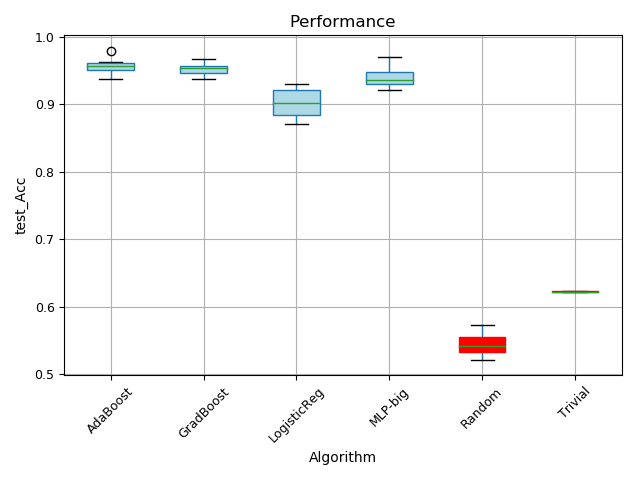 Performance
1.0
0.9
0.8
0.7
0.6
0.5
test_Acc
AdaBoost
GradBoost
LogisticReg
MLP-big
Random
Trivial
Algorithm